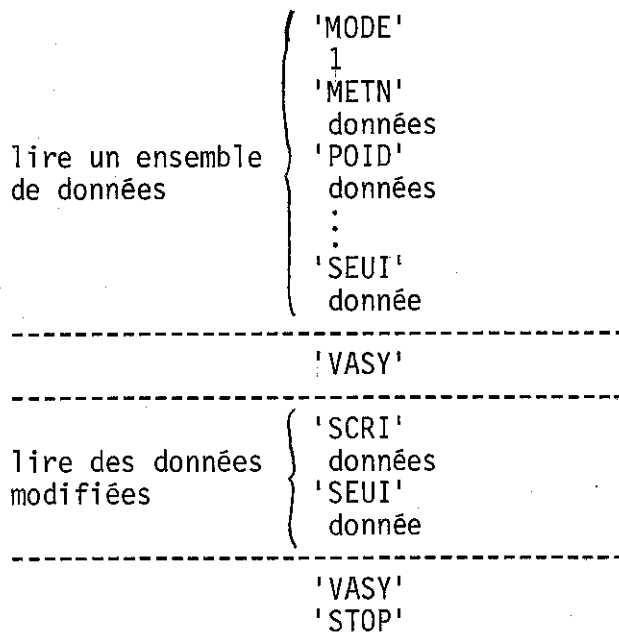 'MODE'
1
'METN'
données
lire un ensemble 'POID'
de données données
:
'SEUI'
donnée
'VASY'
'SCRI'
lire des données données
modifiées 'SEUI'
donnée
'VASY'
'STOP'